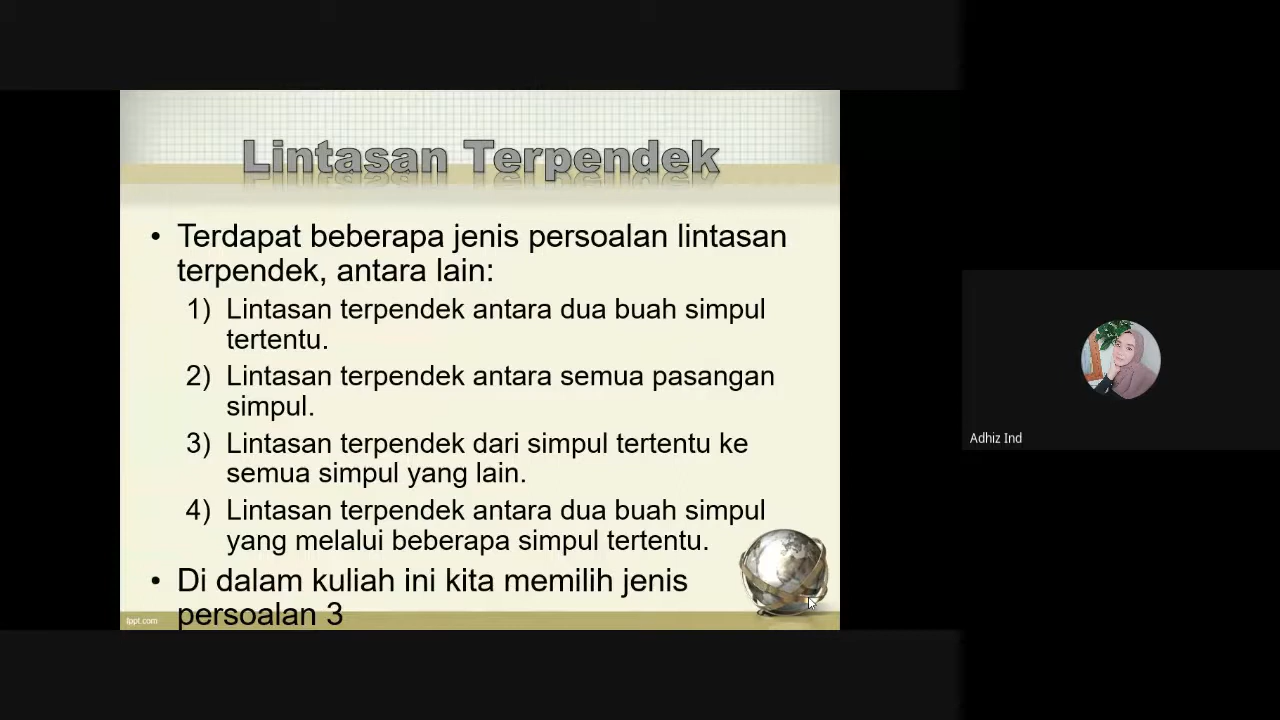 Lintasan Terpendek
• Terdapat beberapa jenis persoalan lintasan
terpendek, antara lain:
1) Lintasan terpendek antara dua buah simpul
tertentu.
2) Lintasan terpendek antara semua pasangan
simpul.
3) Lintasan terpendek dari simpul tertentu ke
semua simpul yang lain.
4) Lintasan terpendek antara dua buah simpul
yang melalui beberapa simpul tertentu.
• Di dalam kuliah ini kita memilih jenis
persoalan 3
fppt.com
Adhiz Ind